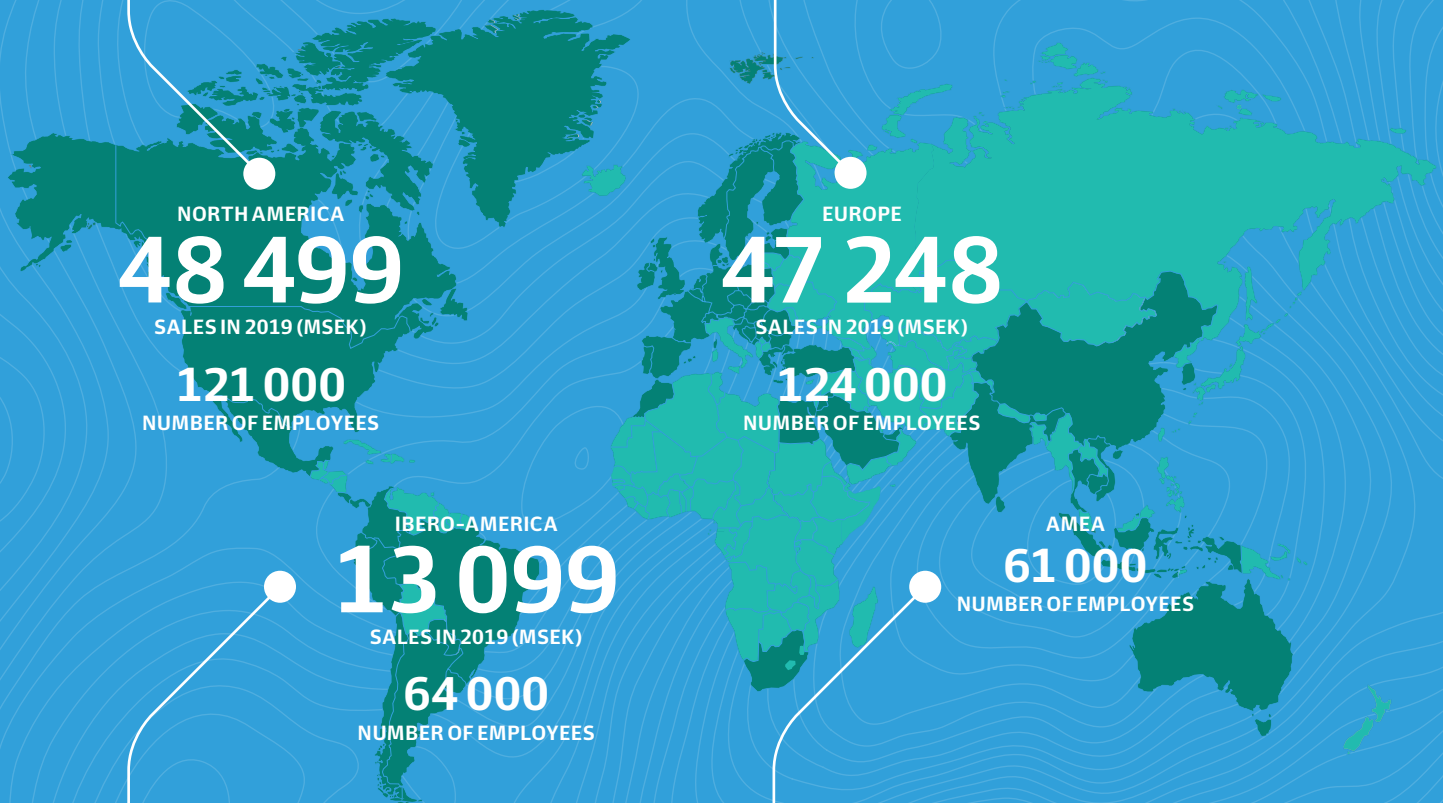 NORTH AMERICA
48 499
SALES IN 2019 (MSEK)
121 000
NUMBER OF EMPLOYEES
EUROPE
47 248
SALES IN 2019 (MSEK)
124 000
NUMBER OF EMPLOYEES
IBERO-AMERICA
13 099
SALES IN 2019 (MSEK)
64 000
NUMBER OF EMPLOYEES
AMEA
61 000
NUMBER OF EMPLOYEES